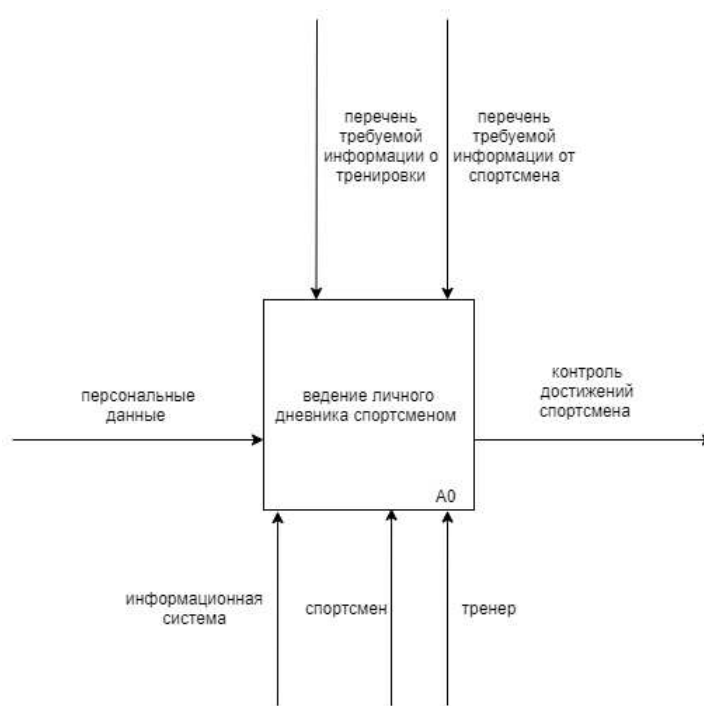 перечень
требуемой
информации о
тренировки
перечень
требуемой
информации от
спортсмена
персональные
данные
ведение личного
дневника спортсменом
A0
контроль
достижений
спортсмена
информационная
система
спортсмен
тренер